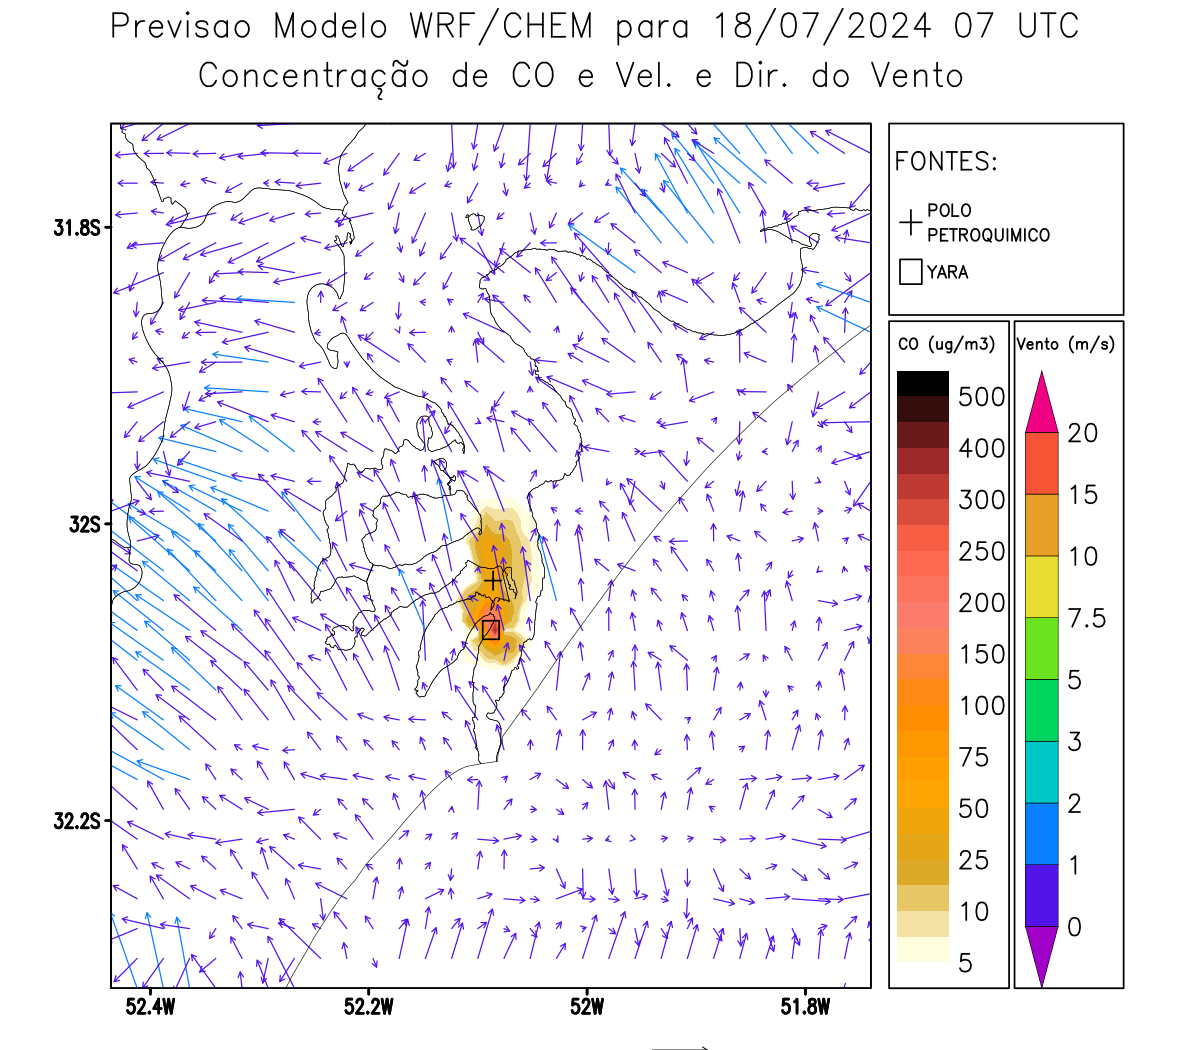 Previsao Modelo WRF/CHEM para 18/07/2024 07 UTC
Concentração de CO e Vel. e Dir. do Vento
FONTES:
POLO
PETROQUIMICO
YARA
CO (ug/m3)
500
400
300
250
200
150
100
75
50
25
10
5
Vento (m/s)
20
15
10
7.5
5
3
2
1
0
31.8S
32S
32.2S
52.4W
52.2W
52W
51.8W